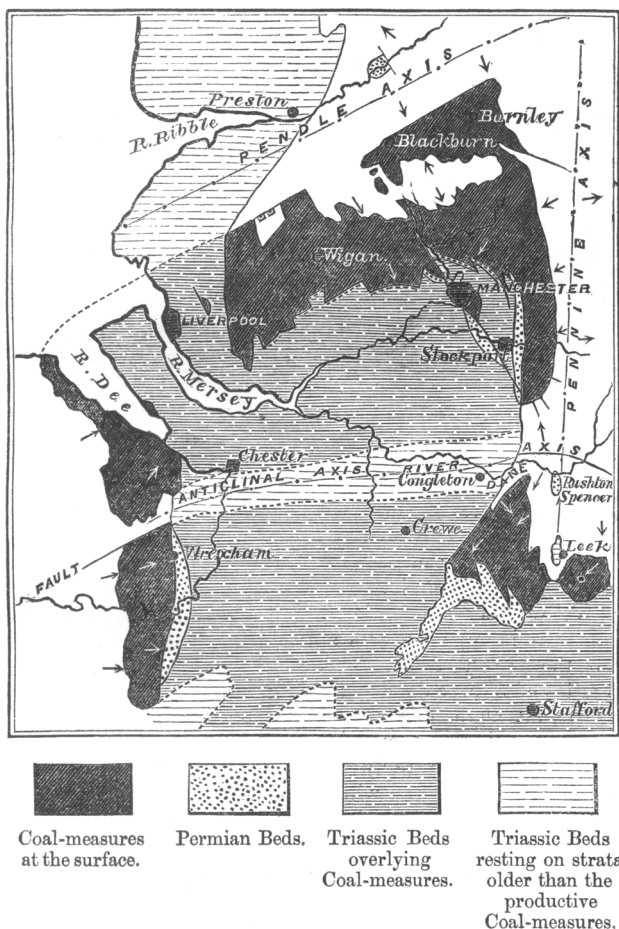 Preston
R. Ribble
PENDLE AXIS
Burnley
Blackburn
PENNINE AXIS
Wigan
MANCHESTER
LIVERPOOL
Stockport
R. Dee
R. Mersey
Chester
ANTICLINAL AXIS
RIVER DANE
AXIS
Congleton
Rushton
Spencer
Crewe
Leek
Wrexham
FAULT
Stafford
Coal-measures
at the surface.
Permian Beds.
Triassic Beds
overlying
Coal-measures.
Triassic Beds
resting on strata
older than the
productive
Coal-measures.